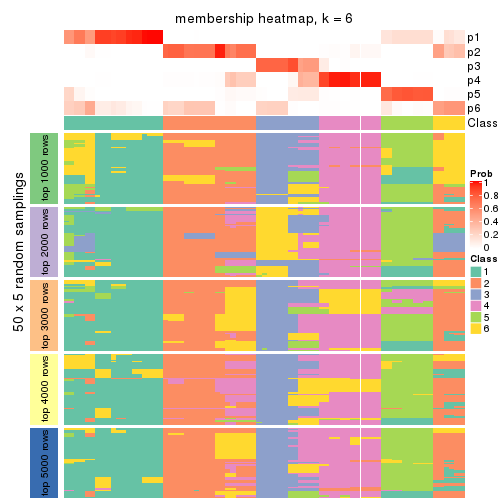 membership heatmap, k = 6
p1
p2
p3
p4
p5
p6
Class
50 x 5 random samplings
top 1000 rows
top 2000 rows
top 3000 rows
top 4000 rows
top 5000 rows
Prob
1
0.8
0.6
0.4
0.2
0
Class
1
2
3
4
5
6